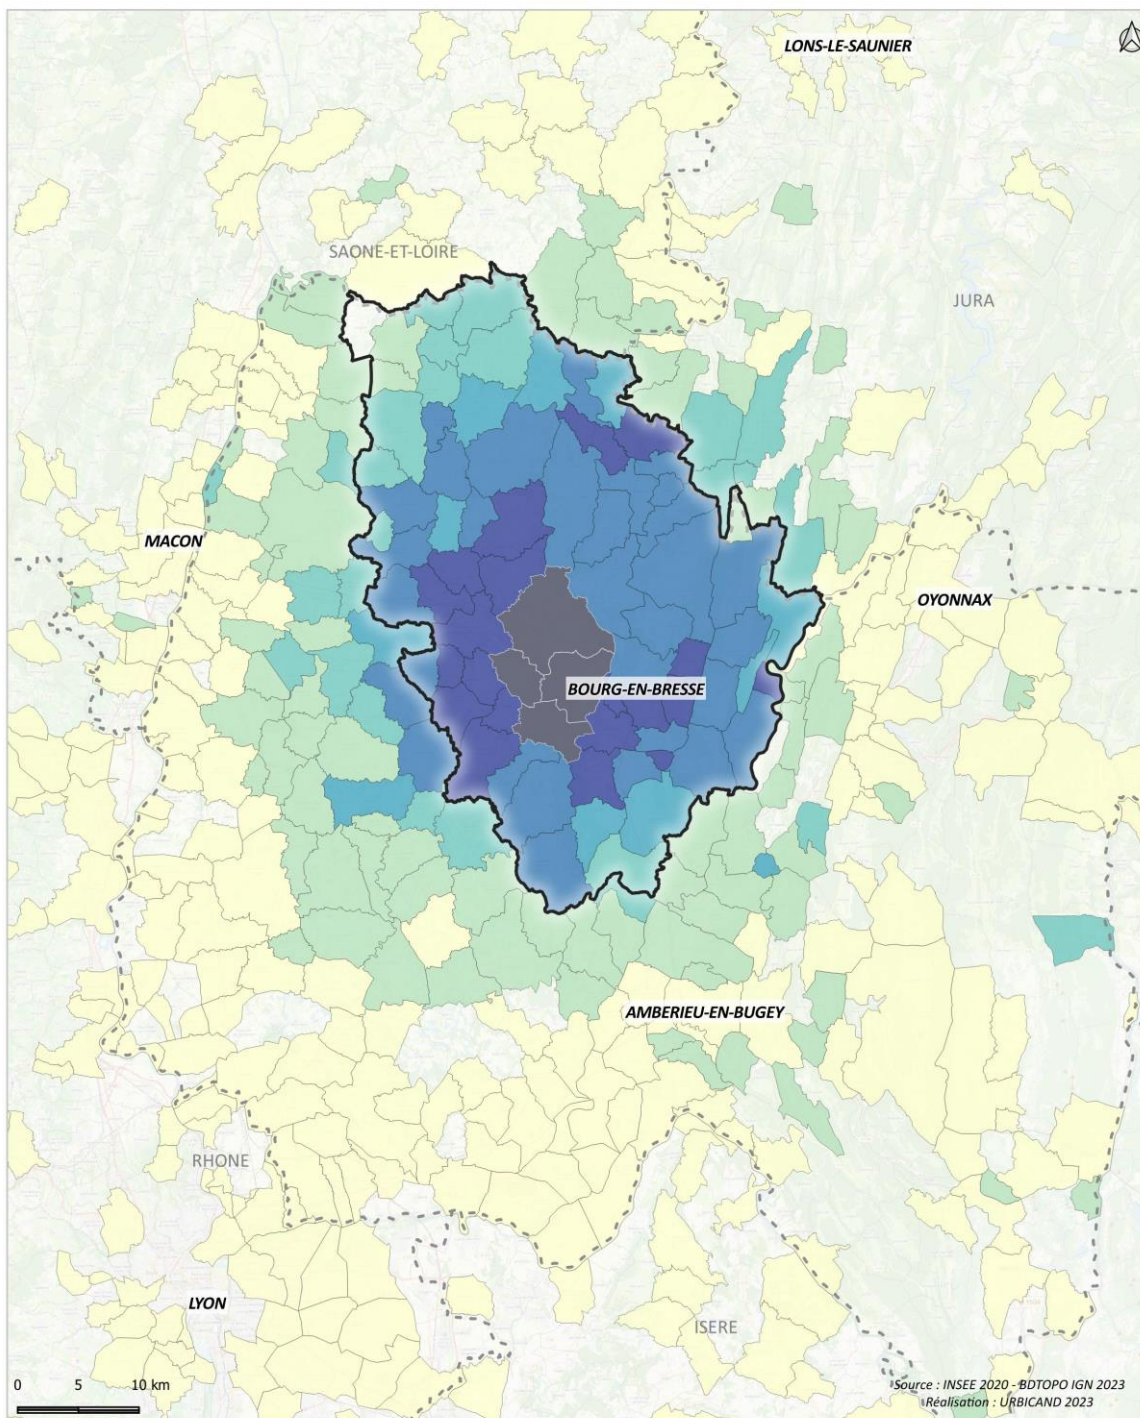 LONS-LE-SAUNIER
SAONE-ET-LOIRE
JURA
MACON
OYONNAX
BOURG-EN-BRESSE
AMBERIEU-EN-BUGEY
RHONE
LYON
ISERE
0 5 10 km
Source : INSEE 2020 - BDTOPO IGN 2023
Réalisation : URBICAND 2023